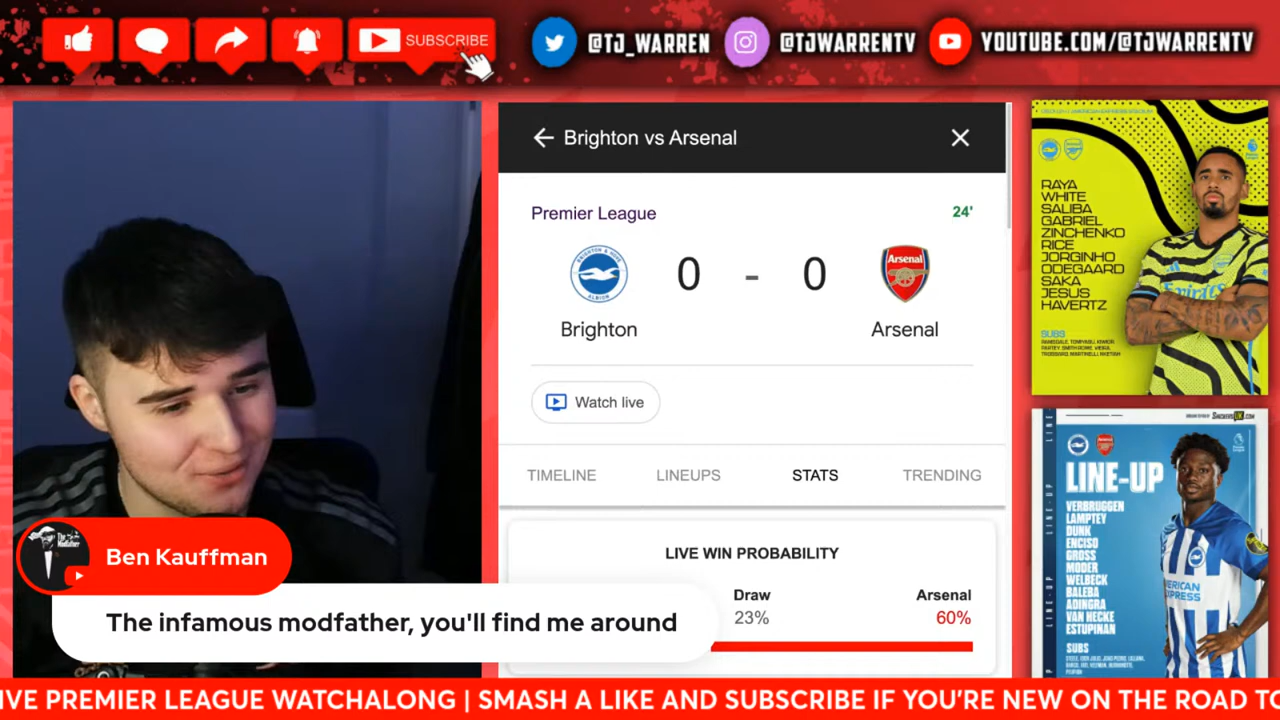 SUBSCRIBE
@TJ_WARREN
@TJWARRENTV
YOUTUBE.COM/@TJWARRENTV
Brighton vs Arsenal
Premier League
24'
0 - 0
Arsenal
Brighton
Arsenal
Watch live
TIMELINE
LINEUPS
STATS
TRENDING
LIVE WIN PROBABILITY
Draw
Arsenal
23%
60%
RAYA
WHITE
SALIBA
GABRIEL
ZINCHENKO
RICE
JORGINHO
ODEGAARD
SAKA
JESUS
HAVERTZ
SUBS
LINE
LINE-UP
VERBRUGGEN
LAMPTEY
DUNK
ENCISO
GROSS
MODER
WELBECK
BALEBA
ADINGRA
VAN HECKE
ESTUPINAN
SUBS
Ben Kauffman
The infamous modfather, you'll find me around
IVE PREMIER LEAGUE WATCHALONG | SMASH A LIKE AND SUBSCRIBE IF YOU'RE NEW ON THE ROAD TO